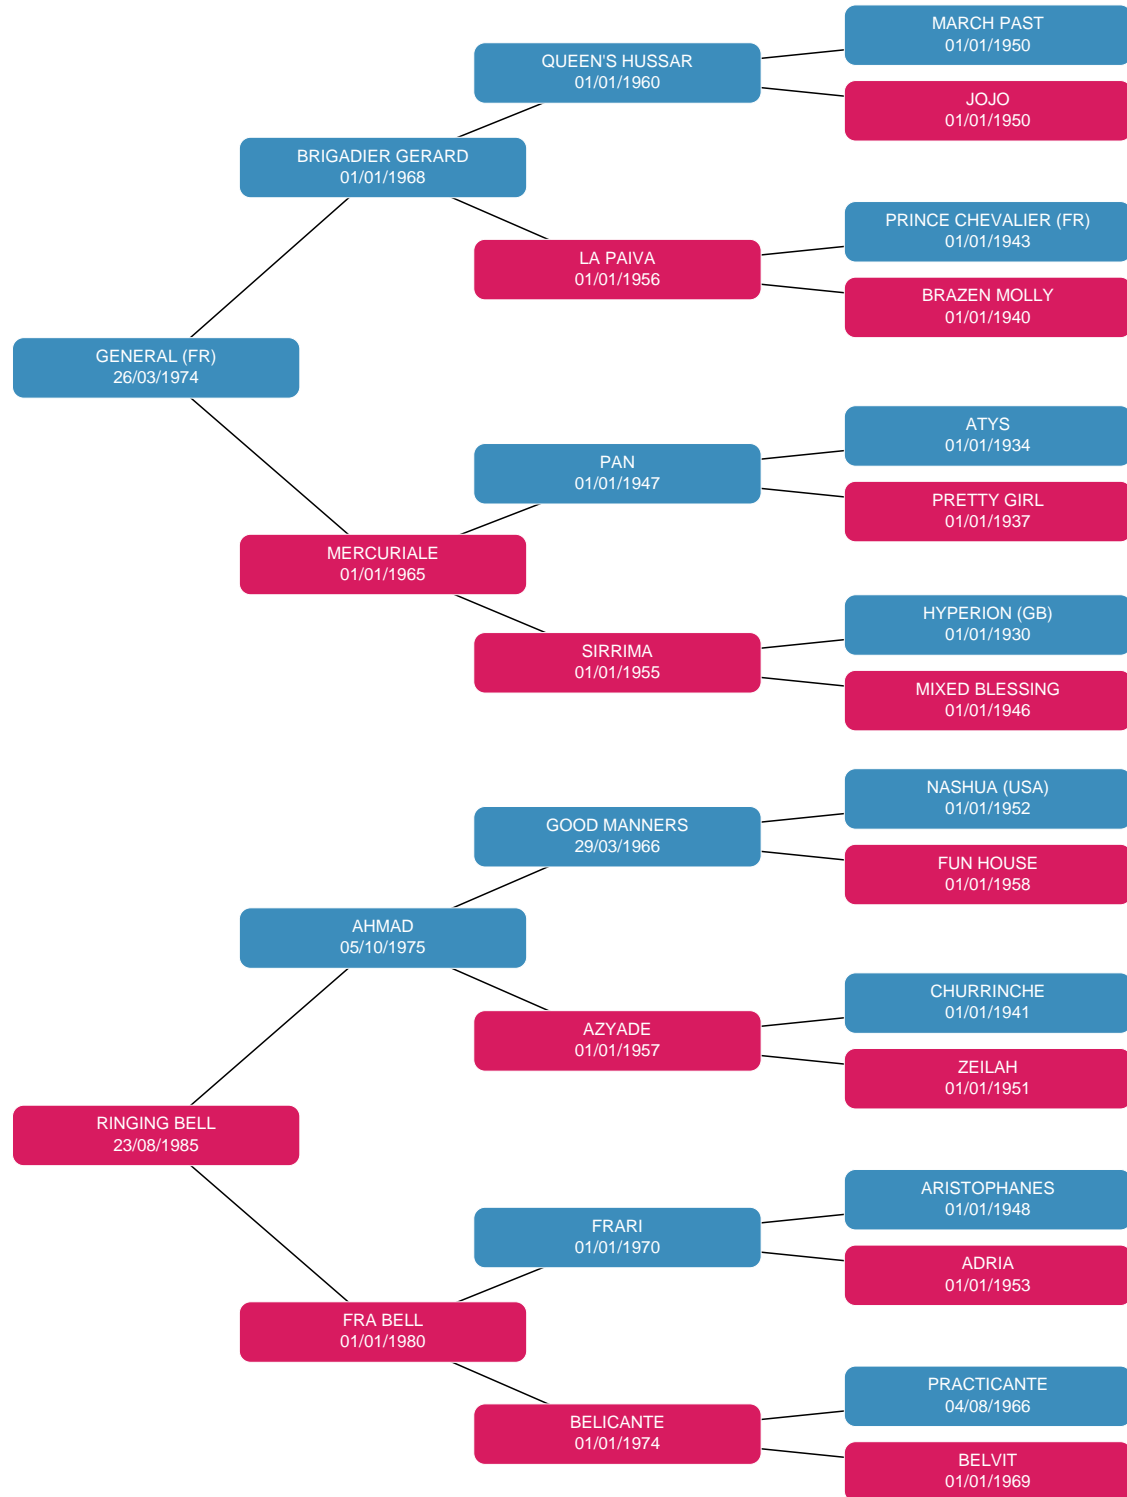 MARCH PAST
01/01/1950
QUEEN'S HUSSAR
01/01/1960
JOJO
01/01/1950
BRIGADIER GERARD
01/01/1968
PRINCE CHEVALIER (FR)
01/01/1943
LA PAIVA
01/01/1956
BRAZEN MOLLY
01/01/1940
GENERAL (FR)
26/03/1974
ATYS
01/01/1934
PAN
01/01/1947
PRETTY GIRL
01/01/1937
MERCURIALE
01/01/1965
HYPERION (GB)
01/01/1930
SIRRIMA
01/01/1955
MIXED BLESSING
01/01/1946
NASHUA (USA)
01/01/1952
GOOD MANNERS
29/03/1966
FUN HOUSE
01/01/1958
AHMAD
05/10/1975
CHURRINCHE
01/01/1941
AZYADE
01/01/1957
ZEILAH
01/01/1951
RINGING BELL
23/08/1985
ARISTOPHANES
01/01/1948
FRARI
01/01/1970
ADRIA
01/01/1953
FRA BELL
01/01/1980
PRACTICANTE
04/08/1966
BELICANTE
01/01/1974
BELVIT
01/01/1969